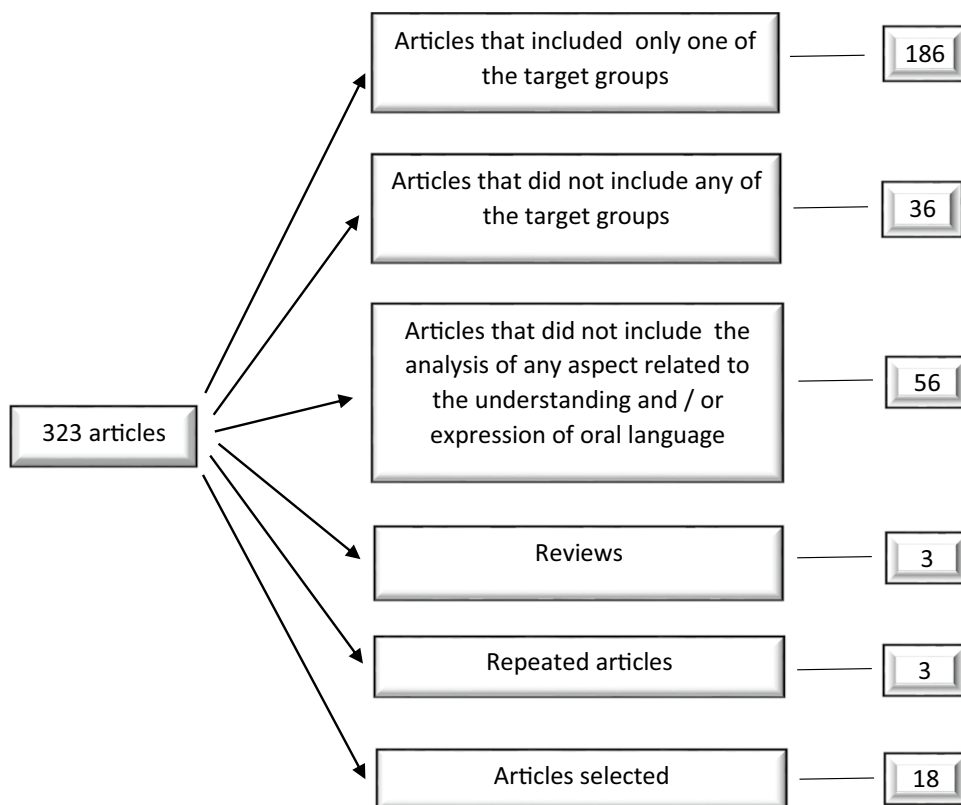 Articles that included only one of
the target groups
186
Articles that did not include any of
the target groups
36
Articles that did not include the
analysis of any aspect related to
the understanding and / or
expression of oral language
56
323 articles
Reviews
3
Repeated articles
3
Articles selected
18